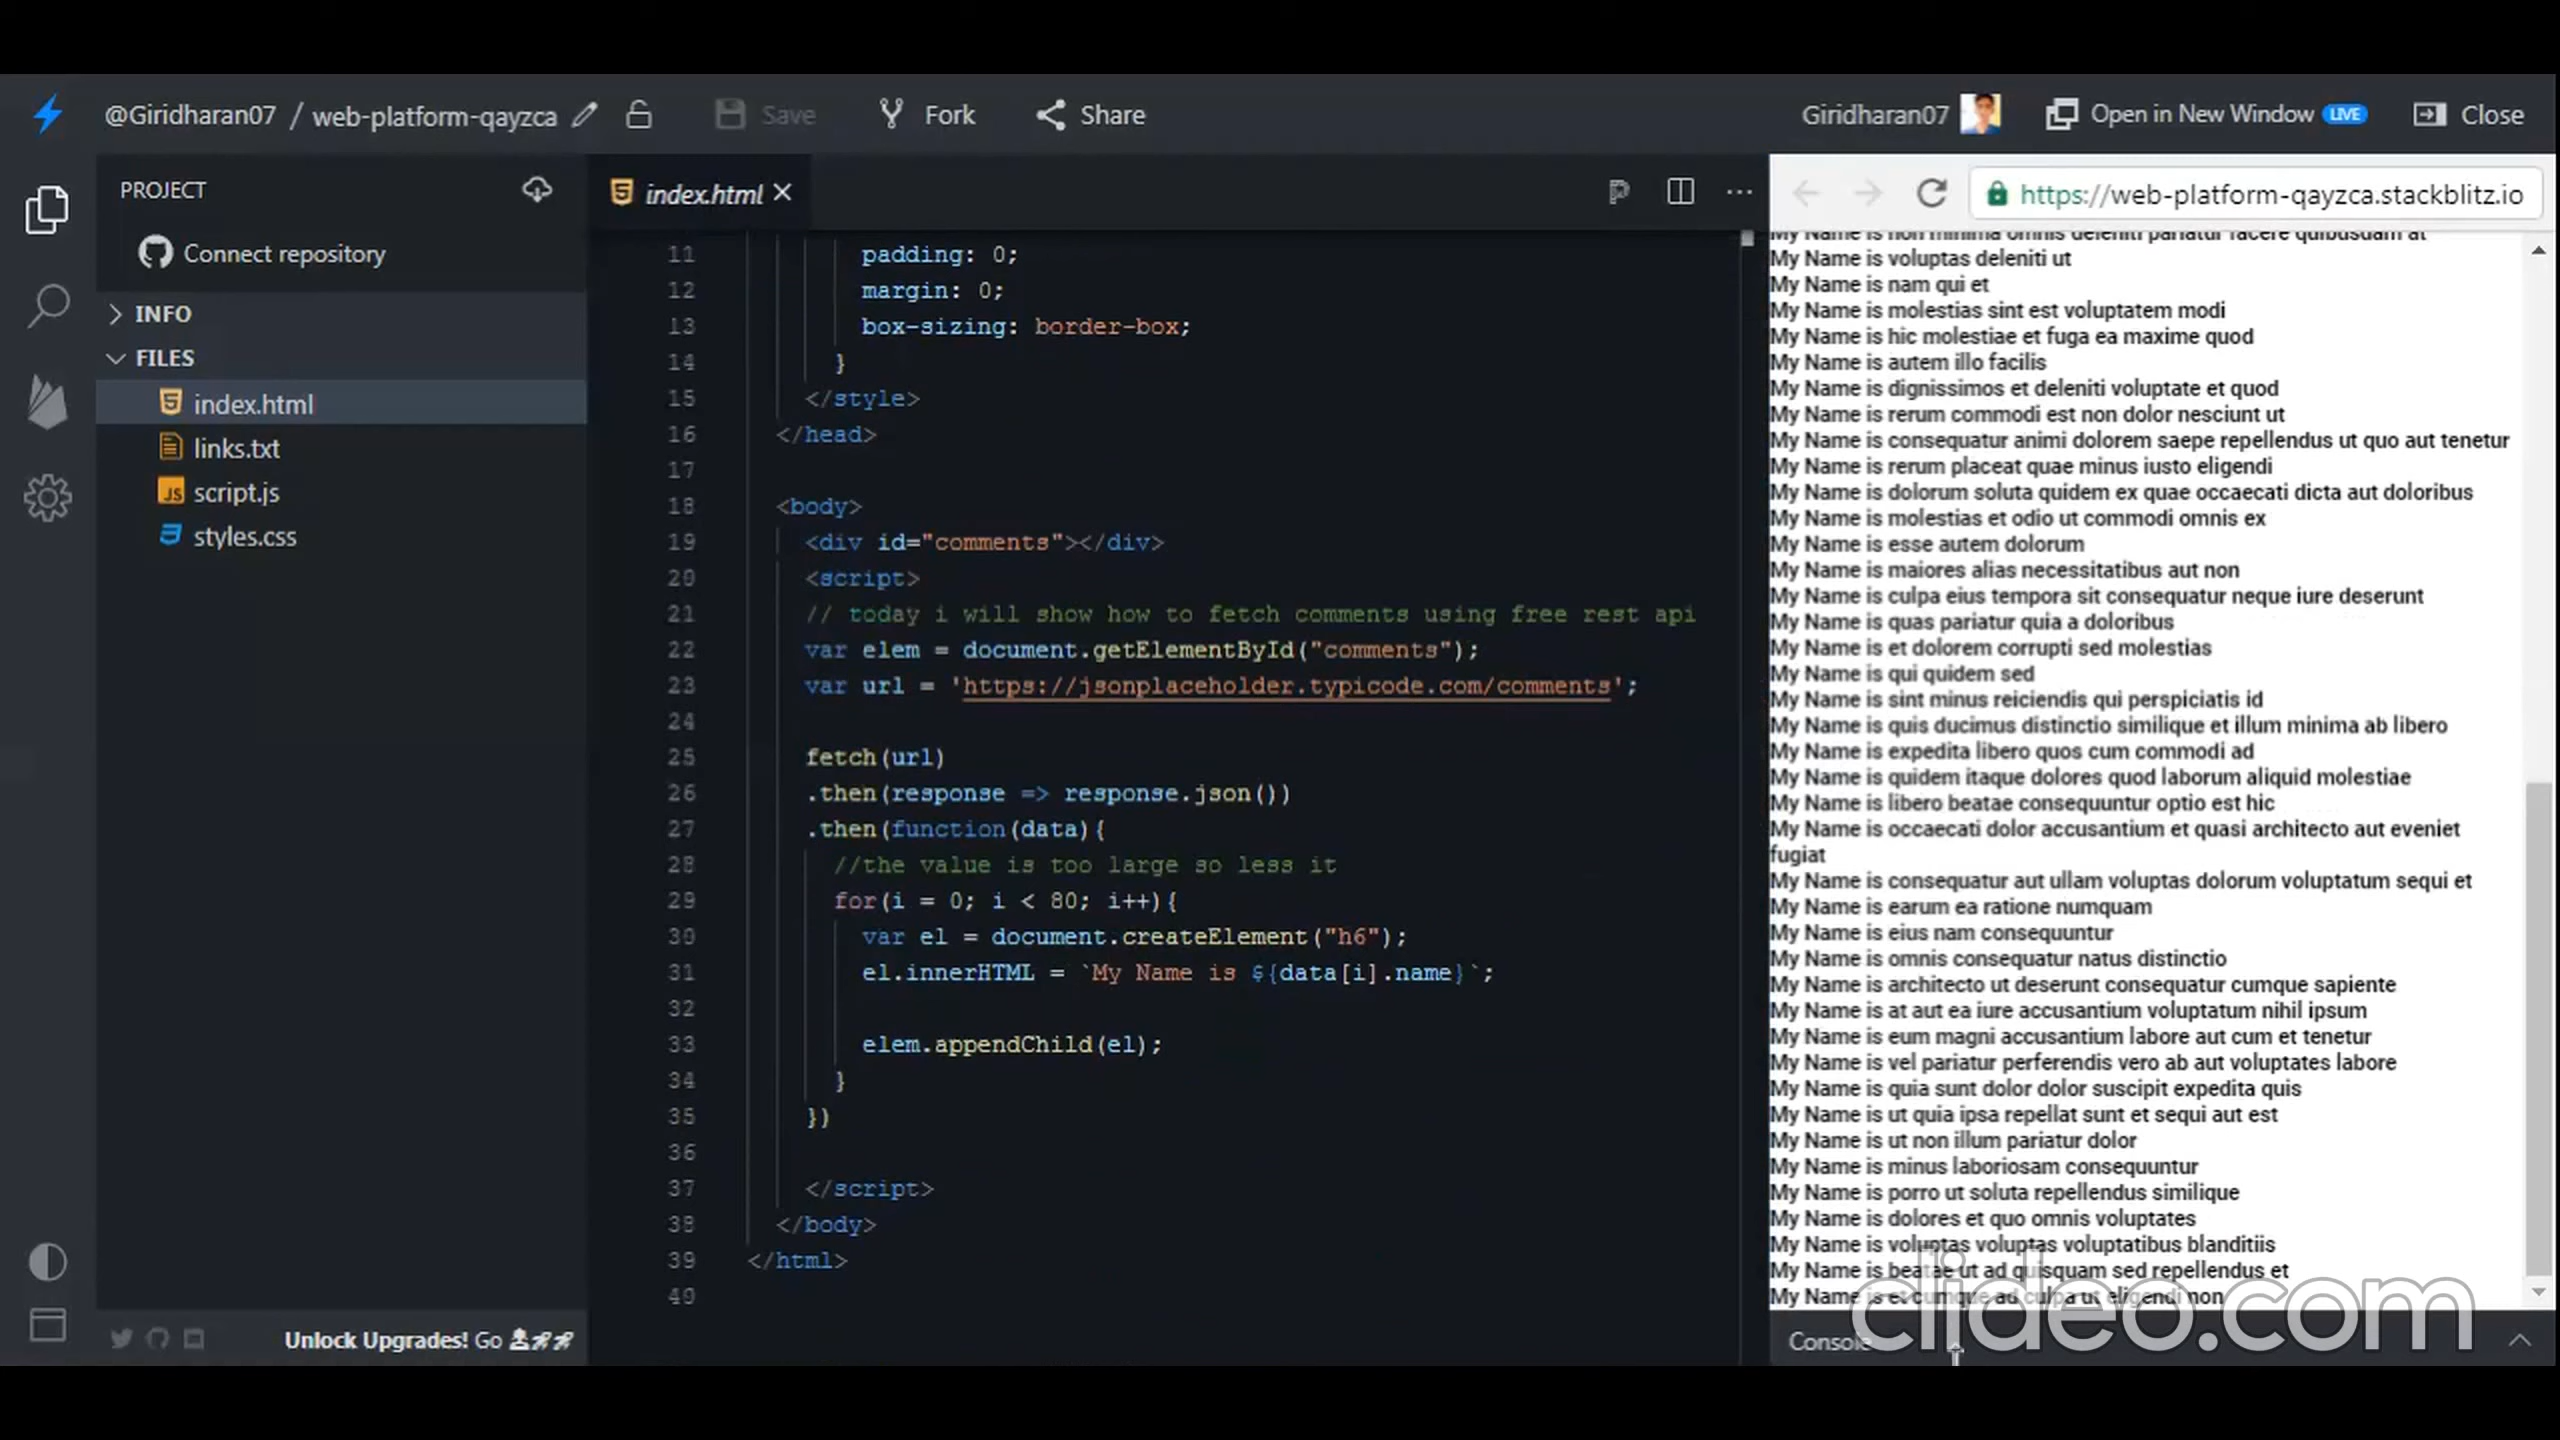 @Giridharan07 / web-platform-qayzca
Save
Fork
Share
Giridharan07
Open in New Window LIVE
Close
PROJECT
Connect repository
INFO
FILES
index.html
links.txt
script.js
styles.css
Unlock Upgrades! Go
index.html
11 padding: 0;
12 margin: 0;
13 box-sizing: border-box;
14 }
15 </style>
16 </head>
17
18 <body>
19 <div id="comments"></div>
20 <script>
21 // today i will show how to fetch comments using free rest api
22 var elem = document.getElementById("comments");
23 var url = 'https://jsonplaceholder.typicode.com/comments';
24
25 fetch(url)
26 .then(response => response.json())
27 .then(function(data){
28 //the value is too large so less it
29 for(i = 0; i < 80; i++){
30 var el = document.createElement("h6");
31 el.innerHTML = `My Name is ${data[i].name}`;
32
33 elem.appendChild(el);
34 }
35 })
36
37 </script>
38 </body>
39 </html>
40
https://web-platform-qayzca.stackblitz.io
My Name is non minima omnis deleniti pariatur facere quibusdam at
My Name is voluptas deleniti ut
My Name is nam qui et
My Name is molestias sint est voluptatem modi
My Name is hic molestiae et fuga ea maxime quod
My Name is autem illo facilis
My Name is dignissimos et deleniti voluptate et quod
My Name is rerum commodi est non dolor nesciunt ut
My Name is consequatur animi dolorem saepe repellendus ut quo aut tenetur
My Name is rerum placeat quae minus iusto eligendi
My Name is dolorum soluta quidem ex quae occaecati dicta aut doloribus
My Name is molestias et odio ut commodi omnis ex
My Name is esse autem dolorum
My Name is maiores alias necessitatibus aut non
My Name is culpa eius tempora sit consequatur neque iure deserunt
My Name is quas pariatur quia a doloribus
My Name is et dolorem corrupti sed molestias
My Name is qui quidem sed
My Name is sint minus reiciendis qui perspiciatis id
My Name is quis ducimus distinctio similique et illum minima ab libero
My Name is expedita libero quos cum commodi ad
My Name is quidem itaque dolores quod laborum aliquid molestiae
My Name is libero beatae consequuntur optio est hic
My Name is occaecati dolor accusantium et quasi architecto aut eveniet
fugiat
My Name is consequatur aut ullam voluptas dolorum voluptatum sequi et
My Name is earum ea ratione numquam
My Name is eius nam consequuntur
My Name is omnis consequatur natus distinctio
My Name is architecto ut deserunt consequatur cumque sapiente
My Name is at aut ea iure accusantium voluptatum nihil ipsum
My Name is eum magni accusantium labore aut cum et tenetur
My Name is vel pariatur perferendis vero ab aut voluptates labore
My Name is quia sunt dolor dolor suscipit expedita quis
My Name is ut quia ipsa repellat sunt et sequi aut est
My Name is ut non illum pariatur dolor
My Name is minus laboriosam consequuntur
My Name is porro ut soluta repellendus similique
My Name is dolores et quo omnis voluptates
My Name is voluptas voluptas voluptatibus blanditiis
My Name is beatae ut ad quisquam sed repellendus et
My Name is et cumque ad culpa ut eligendi non
Console
clideo.com